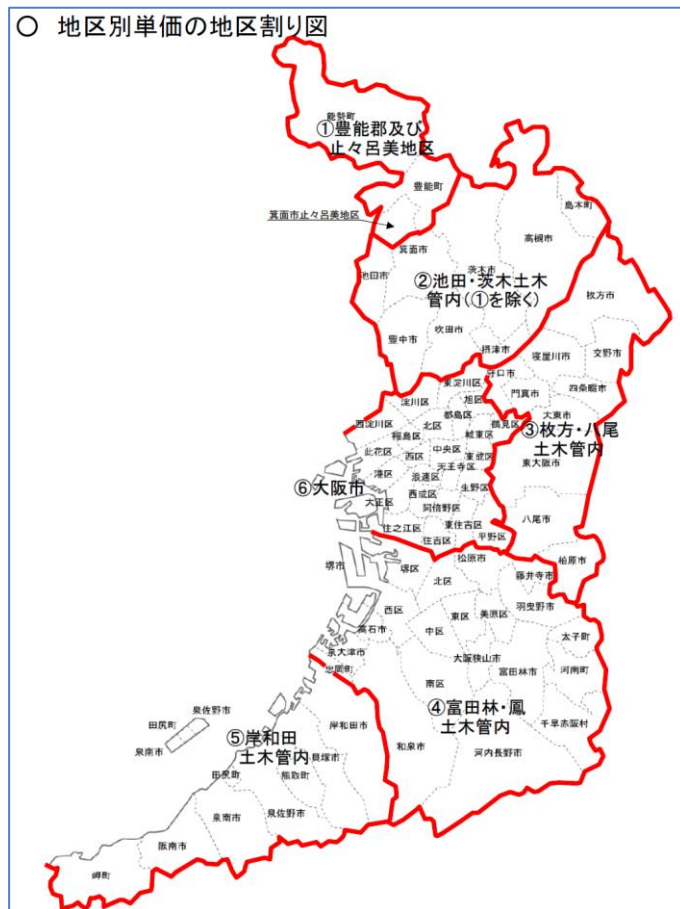 ○ 地区別単価の地区割り図
能勢町
①豊能郡及び
止々呂美地区
豊能町
箕面市止々呂美地区
島本町
高槻市
箕面市
茨木市
池田市
②池田・茨木土木
管内(①を除く)
枚方市
吹田市
豊中市
摂津市
寝屋川市
交野市
守口市
東淀川区
門真市
四条畷市
淀川区
旭区
都島区
大東市
西淀川区
北区
鶴見区
福島区
城東区
③枚方・八尾
土木管内
此花区
西区
中央区
東成区
東大阪市
天王寺区
港区
浪速区
⑥大阪市
西成区
生野区
大正区
阿倍野区
八尾市
住之江区
東住吉区
住吉区
平野区
松原市
柏原市
堺市
堺区
北区
藤井寺市
西区
東区
美原区
羽曳野市
高石市
中区
太子町
泉大津市
大阪狭山市
忠岡町
富田林市
河南町
南区
④富田林・鳳
土木管内
泉佐野市
岸和田市
千早赤阪村
田尻町
⑤岸和田
土木管内
和泉市
泉南市
貝塚市
河内長野市
田尻町
熊取町
泉南市
泉佐野市
阪南市
岬町